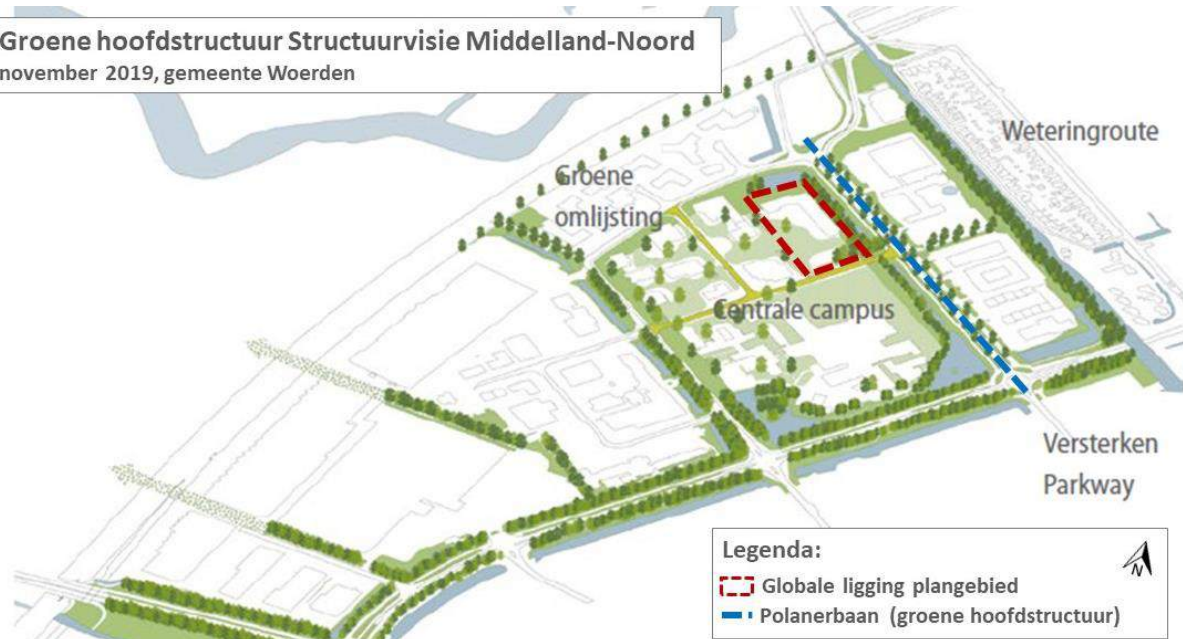 Groene hoofdstructuur Structuurvisie Middelland-Noord
november 2019, gemeente Woerden
Weteringroute
Groene
omlijsting
Centrale campus
Versterken
Parkway
Legenda:
N
Globale ligging plangebied
Polanerbaan (groene hoofdstructuur)